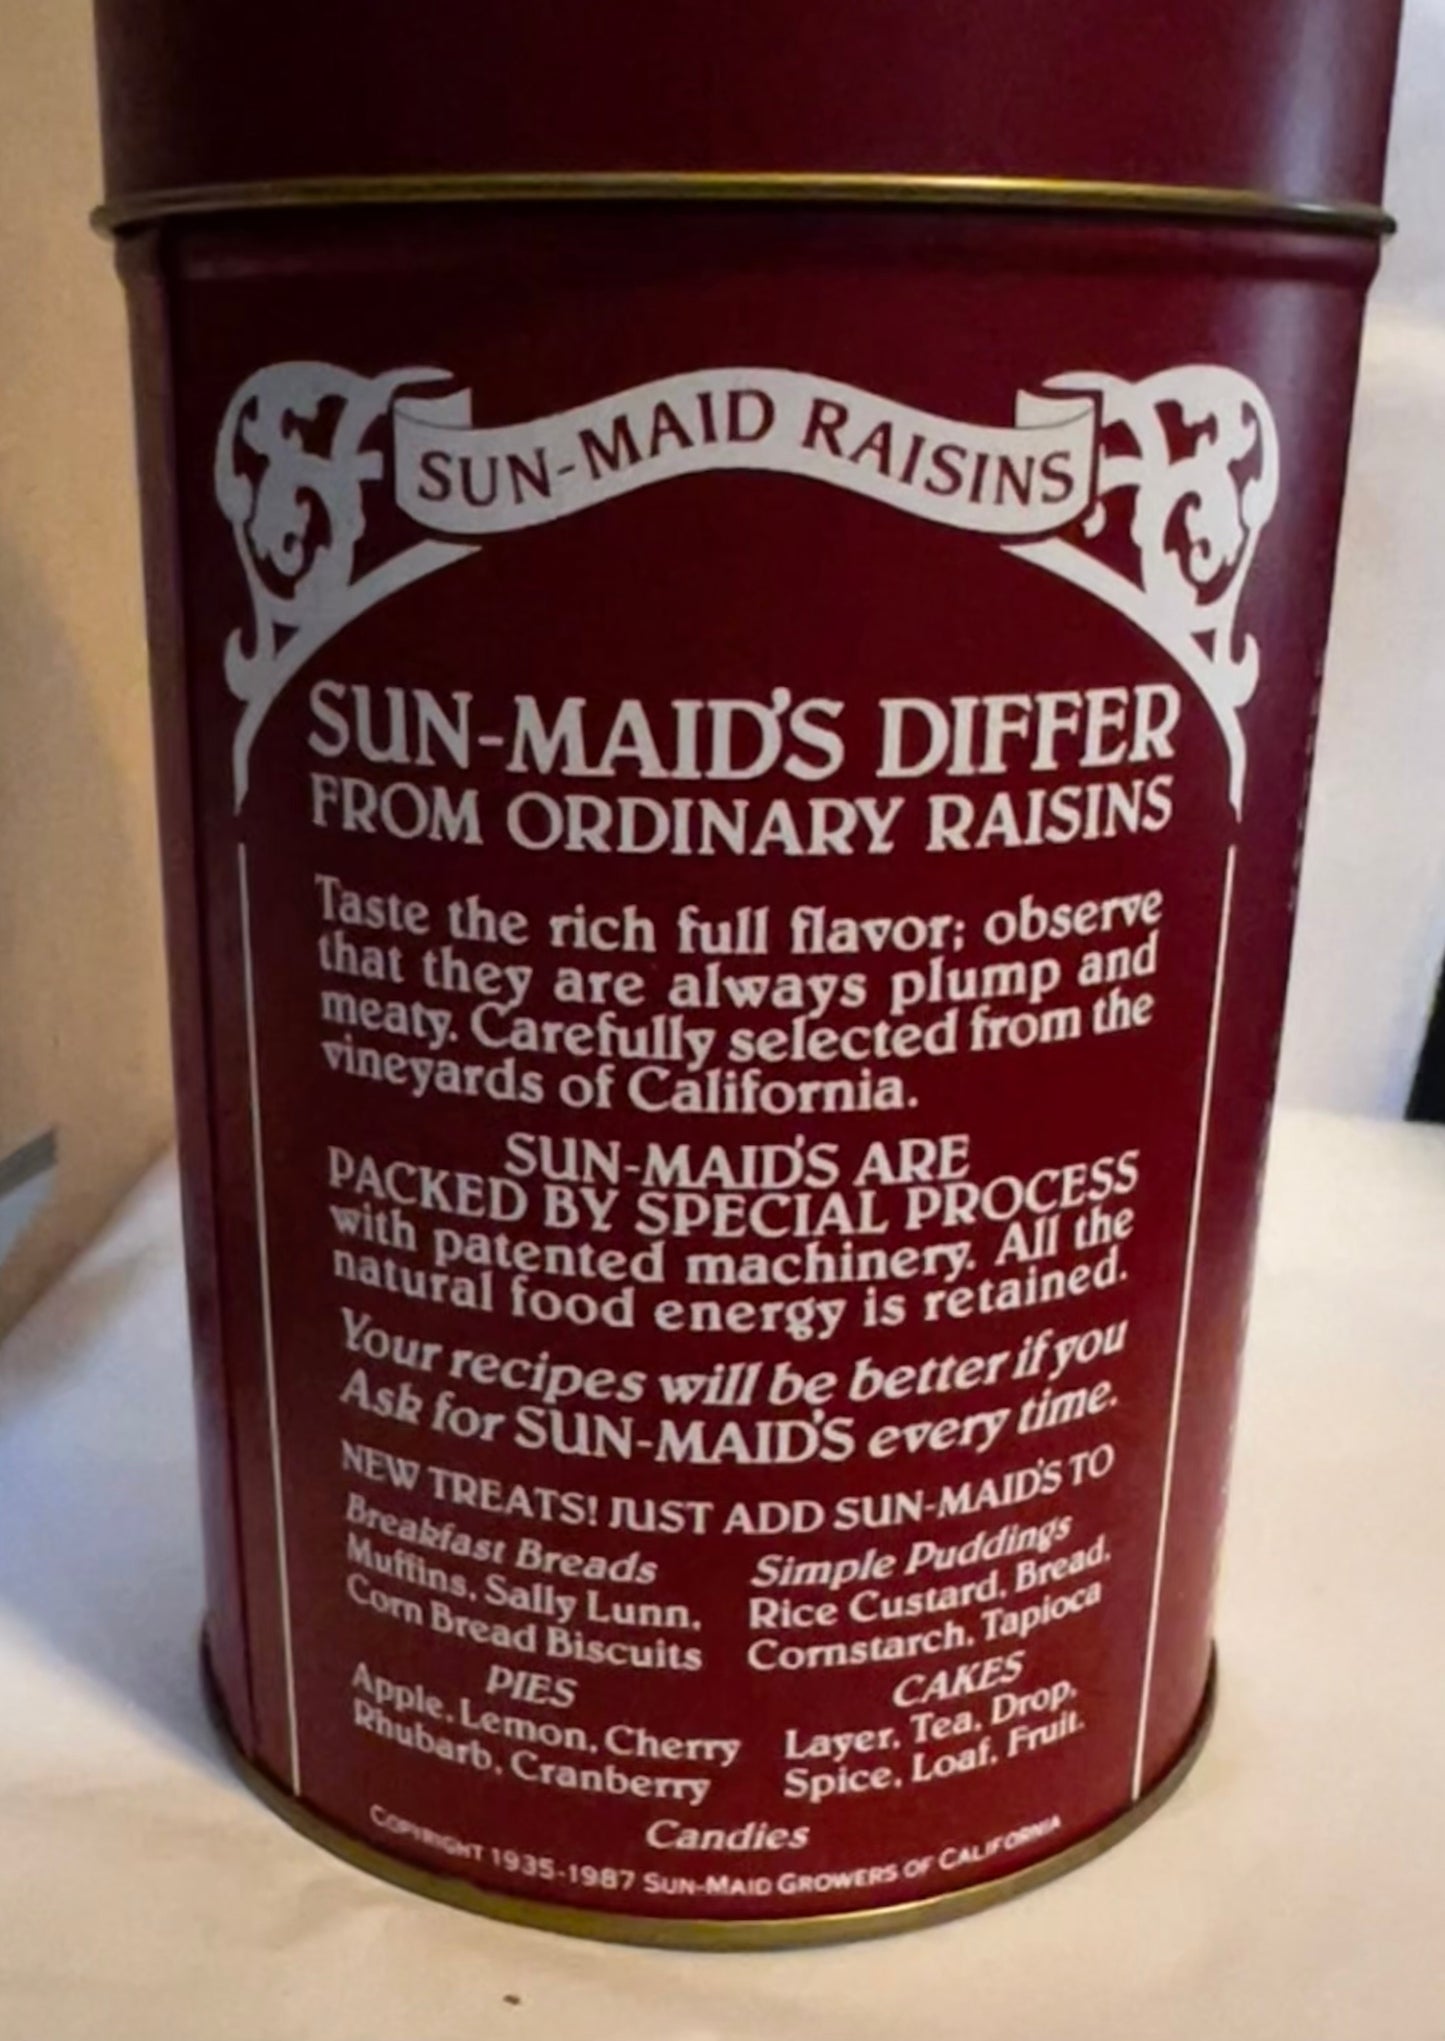 SUN-MAID RAISINS
SUN-MAID'S DIFFER
FROM ORDINARY RAISINS
Taste the rich full flavor; observe
that they are always plump and
meaty. Carefully selected from the
vineyards of California.
SUN-MAID'S ARE
PACKED BY SPECIAL PROCESS
with patented machinery. All the
natural food energy is retained.
Your recipes will be better if you
Ask for SUN-MAID'S every time.
NEW TREATS! JUST ADD SUN-MAID'S TO
Breakfast Breads
Muffins, Sally Lunn,
Corn Bread Biscuits
Simple Puddings
Rice Custard, Bread,
Cornstarch, Tapioca
PIES
Apple, Lemon, Cherry
Rhubarb, Cranberry
CAKES
Layer, Tea, Drop,
Spice, Loaf, Fruit.
Candies
COPYRIGHT 1935-1987 SUN-MAID GROWERS OF CALIFORNIA